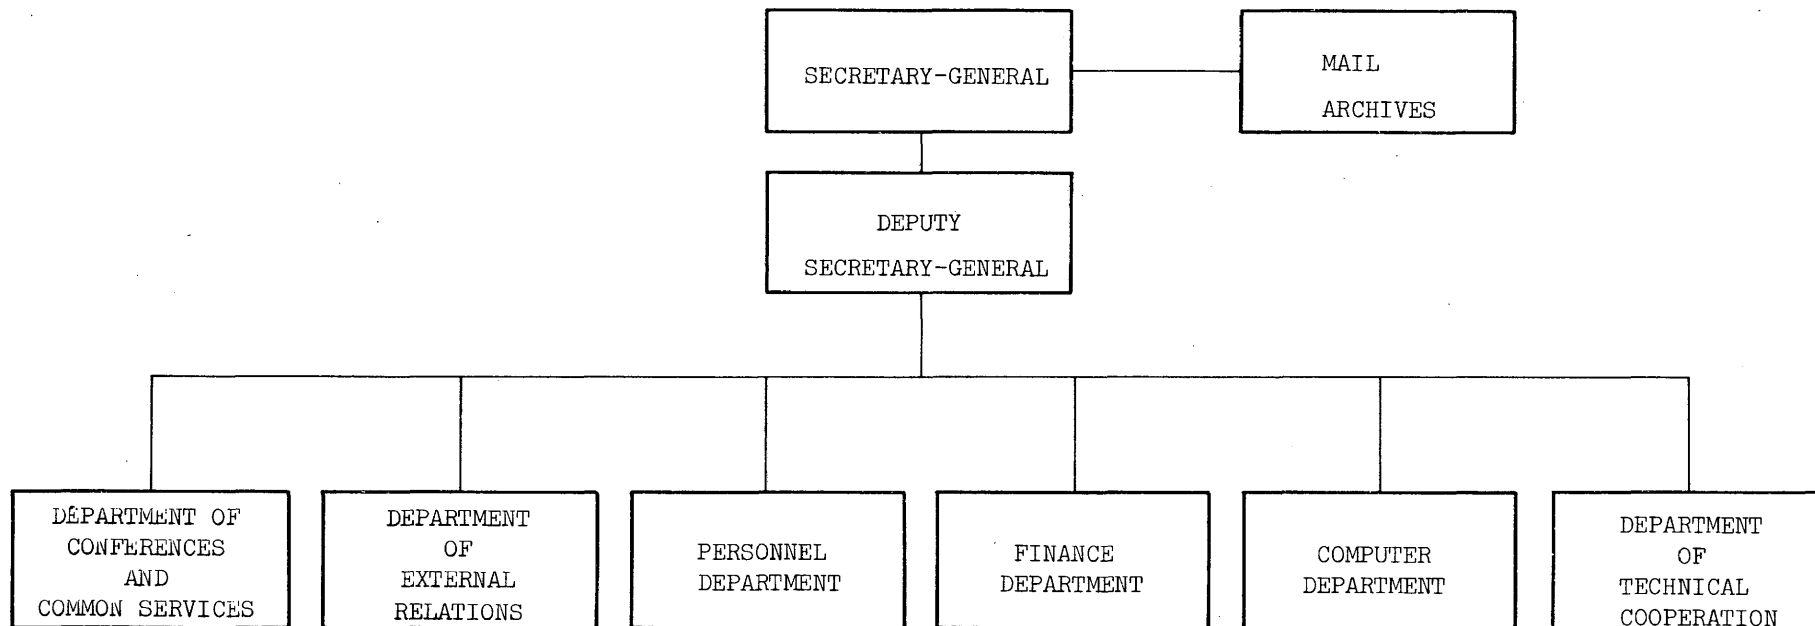 SECRETARY-GENERAL
MAIL
ARCHIVES
DEPUTY
SECRETARY-GENERAL
DEPARTMENT OF
CONFERENCES
AND
COMMON SERVICES
DEPARTMENT
OF
EXTERNAL
RELATIONS
PERSONNEL
DEPARTMENT
FINANCE
DEPARTMENT
COMPUTER
DEPARTMENT
DEPARTMENT
OF
TECHNICAL
COOPERATION